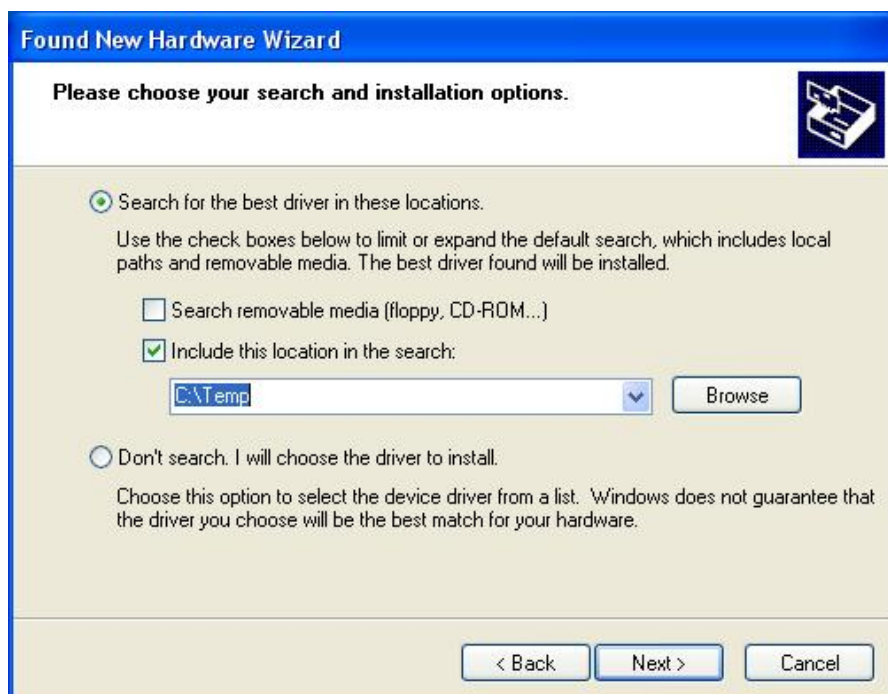 Found New Hardware Wizard
Please choose your search and installation options.
Search for the best driver in these locations.
Use the check boxes below to limit or expand the default search, which includes local
paths and removable media. The best driver found will be installed.
Search removable media (floppy, CD-ROM...)
Include this location in the search:
C:\Temp
Browse
Don't search. I will choose the driver to install.
Choose this option to select the device driver from a list.  Windows does not guarantee that
the driver you choose will be the best match for your hardware.
< Back
Next >
Cancel